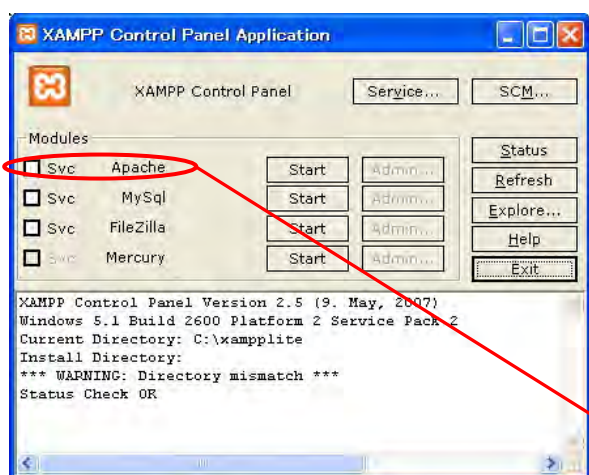 XAMPP Control Panel Application
XAMPP Control Panel Service... SCM...
Modules
Svc Apache Start Admin...
Svc MySql Start Admin...
Svc FileZilla Start Admin...
Svc Mercury Start Admin...
Status
Refresh
Explore...
Help
Exit
XAMPP Control Panel Version 2.5 (9. May, 2007)
Windows 5.1 Build 2600 Platform 2 Service Pack 2
Current Directory: C:\xampplite
Install Directory:
*** WARNING: Directory mismatch ***
Status Check OK